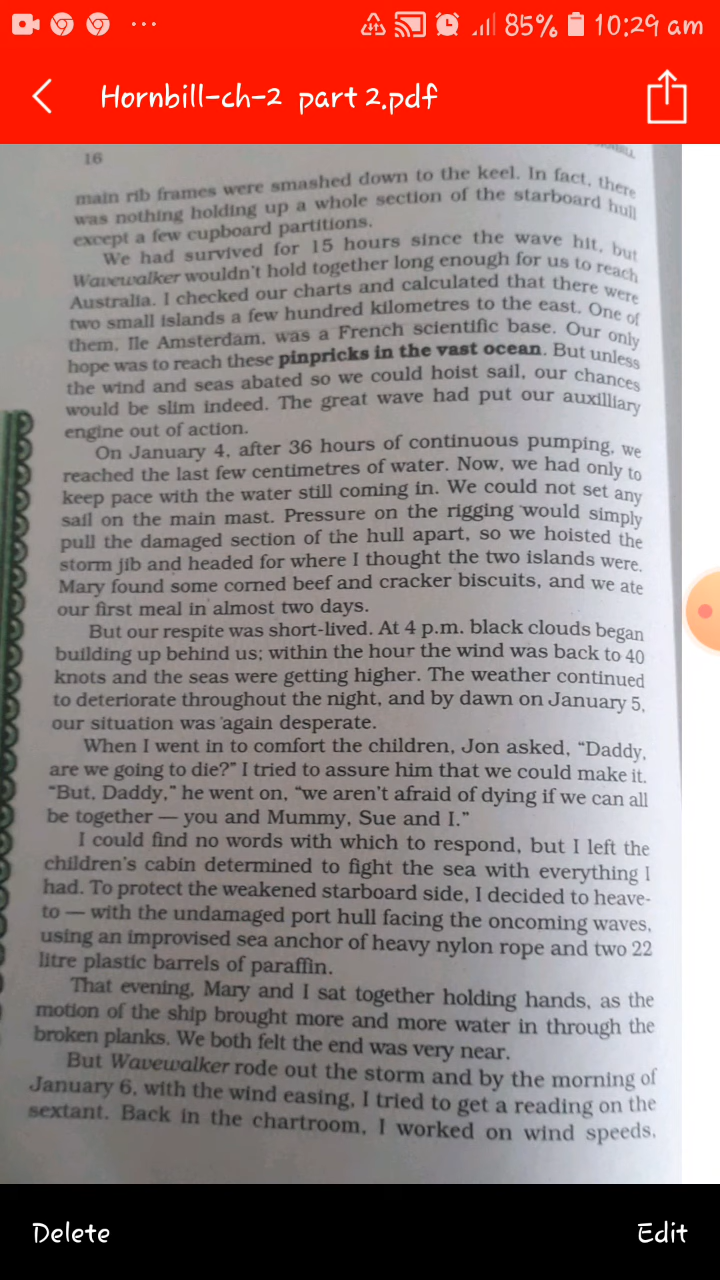 ... 85% 10:29 am
Hornbill-ch-2 part 2.pdf
16
main rib frames were smashed down to the keel. In fact, there
was nothing holding up a whole section of the starboard hull
except a few cupboard partitions.
We had survived for 15 hours since the wave hit, but
Wavewalker wouldn't hold together long enough for us to reach
Australia. I checked our charts and calculated that there were
two small islands a few hundred kilometres to the east. One of
them, Ile Amsterdam, was a French scientific base. Our only
hope was to reach these pinpricks in the vast ocean. But unless
the wind and seas abated so we could hoist sail, our chances
would be slim indeed. The great wave had put our auxilliary
engine out of action.
On January 4, after 36 hours of continuous pumping, we
reached the last few centimetres of water. Now, we had only to
keep pace with the water still coming in. We could not set any
sail on the main mast. Pressure on the rigging would simply
pull the damaged section of the hull apart, so we hoisted the
storm jib and headed for where I thought the two islands were.
Mary found some corned beef and cracker biscuits, and we ate
our first meal in almost two days.
But our respite was short-lived. At 4 p.m. black clouds began
building up behind us; within the hour the wind was back to 40
knots and the seas were getting higher. The weather continued
to deteriorate throughout the night, and by dawn on January 5,
our situation was again desperate.
When I went in to comfort the children, Jon asked, "Daddy,
are we going to die?" I tried to assure him that we could make it.
"But, Daddy," he went on, "we aren't afraid of dying if we can all
be together — you and Mummy, Sue and I."
I could find no words with which to respond, but I left the
children's cabin determined to fight the sea with everything I
had. To protect the weakened starboard side, I decided to heave-
to — with the undamaged port hull facing the oncoming waves,
using an improvised sea anchor of heavy nylon rope and two 22
litre plastic barrels of paraffin.
That evening, Mary and I sat together holding hands, as the
motion of the ship brought more and more water in through the
broken planks. We both felt the end was very near.
But Wavewalker rode out the storm and by the morning of
January 6, with the wind easing, I tried to get a reading on the
sextant. Back in the chartroom, I worked on wind speeds,
Delete Edit